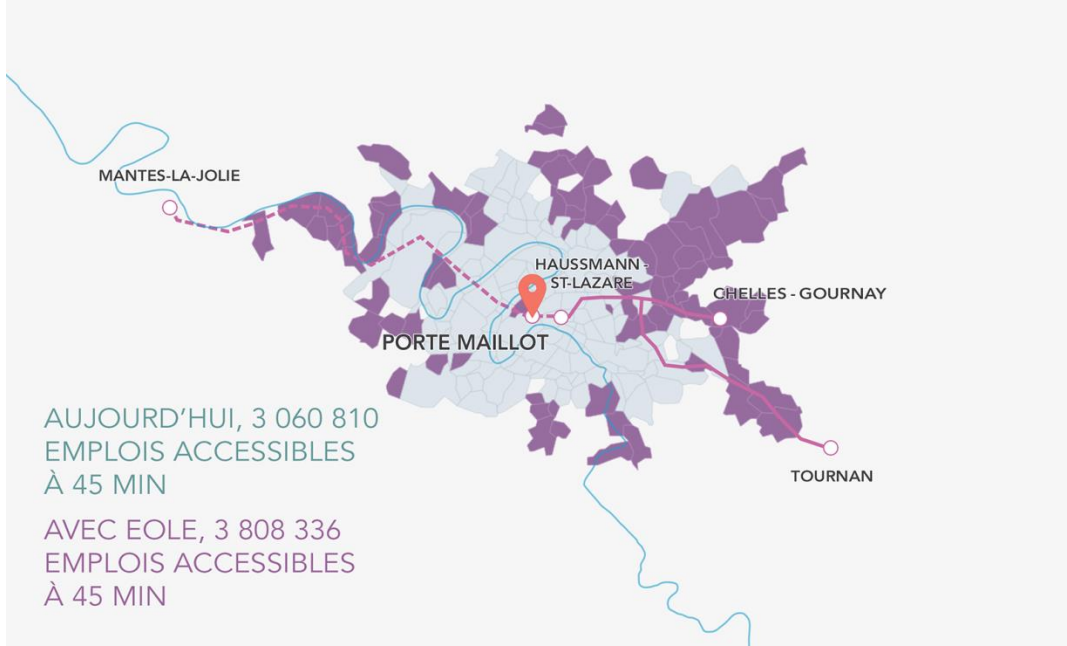 MANTES-LA-JOLIE
HAUSSMANN -
ST-LAZARE
CHELLES - GOURNAY
PORTE MAILLOT
AUJOURD’HUI, 3 060 810
EMPLOIS ACCESSIBLES
À 45 MIN
TOURNAN
AVEC EOLE, 3 808 336
EMPLOIS ACCESSIBLES
À 45 MIN